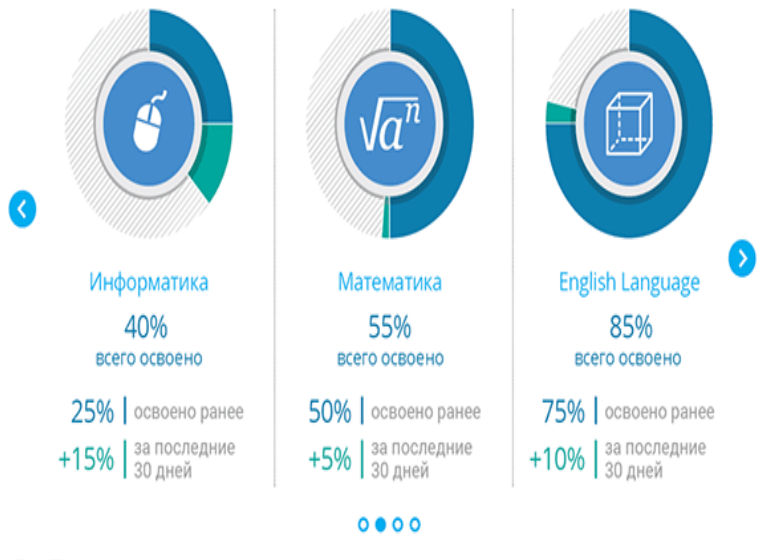 √aⁿ
Информатика
40%
всего освоено
25% | освоено ранее
+15% | за последние
30 дней
Математика
55%
всего освоено
50% | освоено ранее
+5% | за последние
30 дней
English Language
85%
всего освоено
75% | освоено ранее
+10% | за последние
30 дней